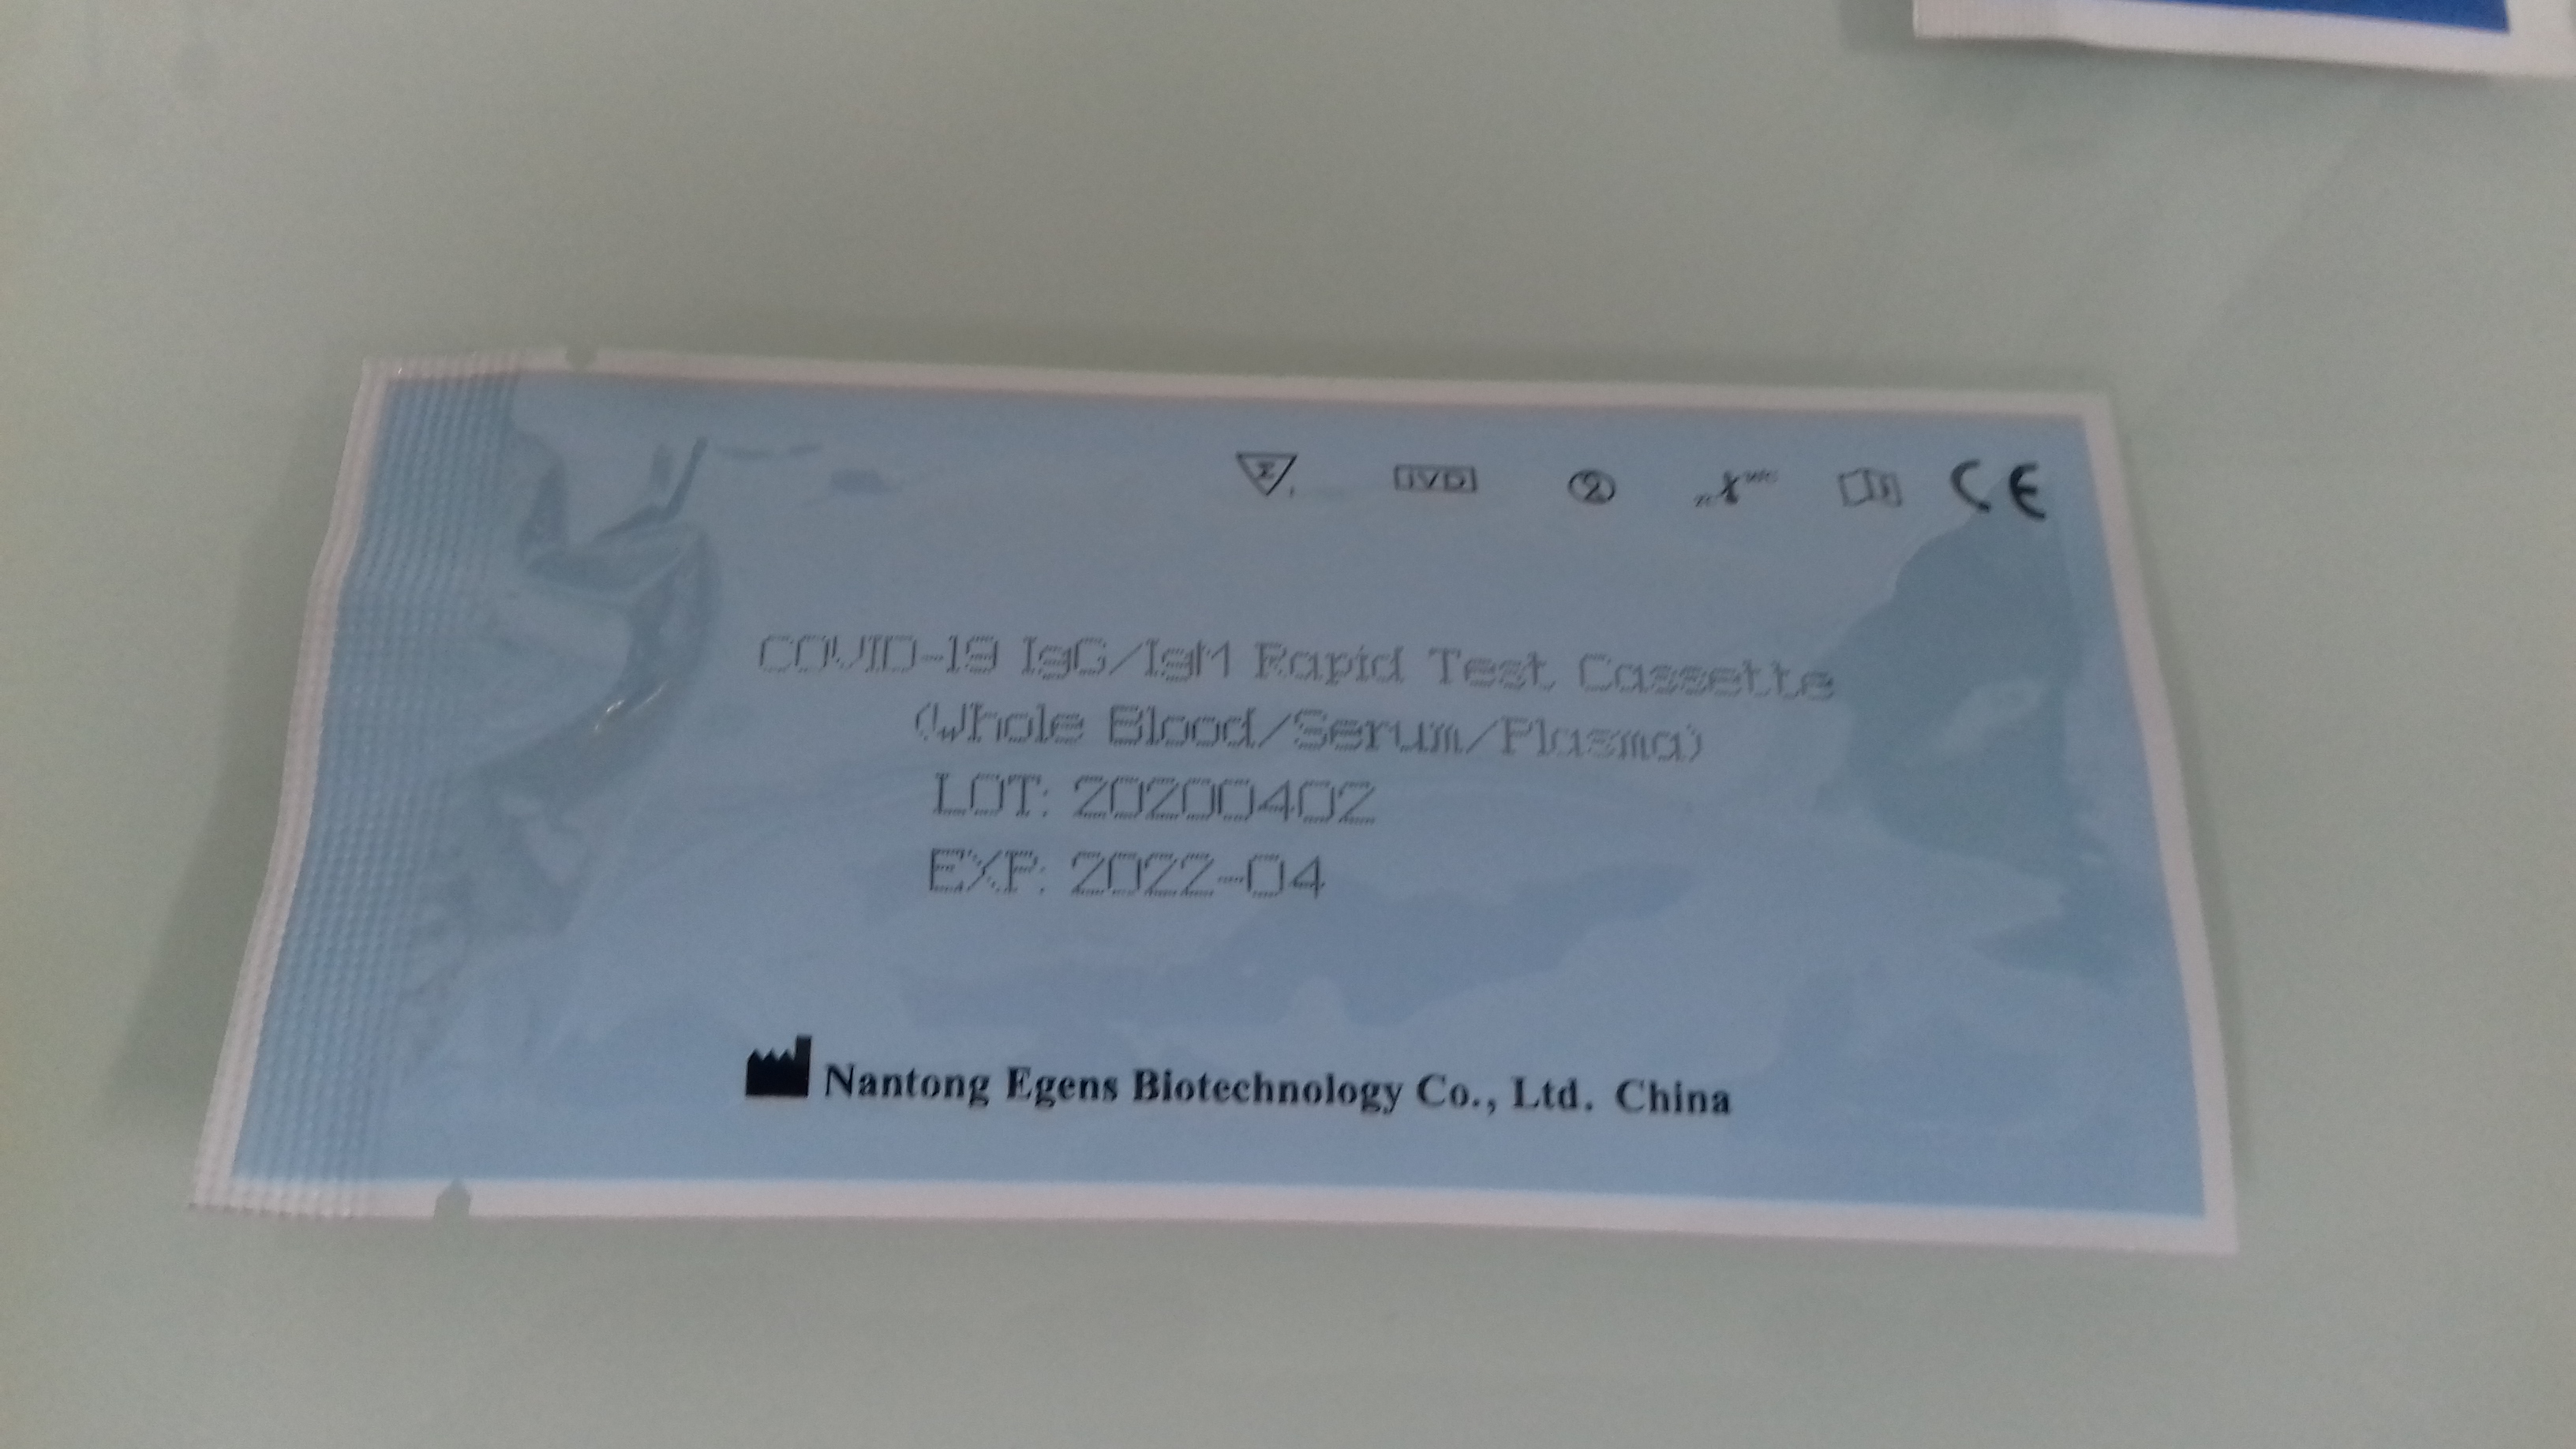 IVD
2
CE
COVID-19 IgG/IgM Rapid Test Cassette
(Whole Blood/Serum/Plasma)
LOT: 20200402
EXP: 2022-04
Nantong Egens Biotechnology Co., Ltd. China